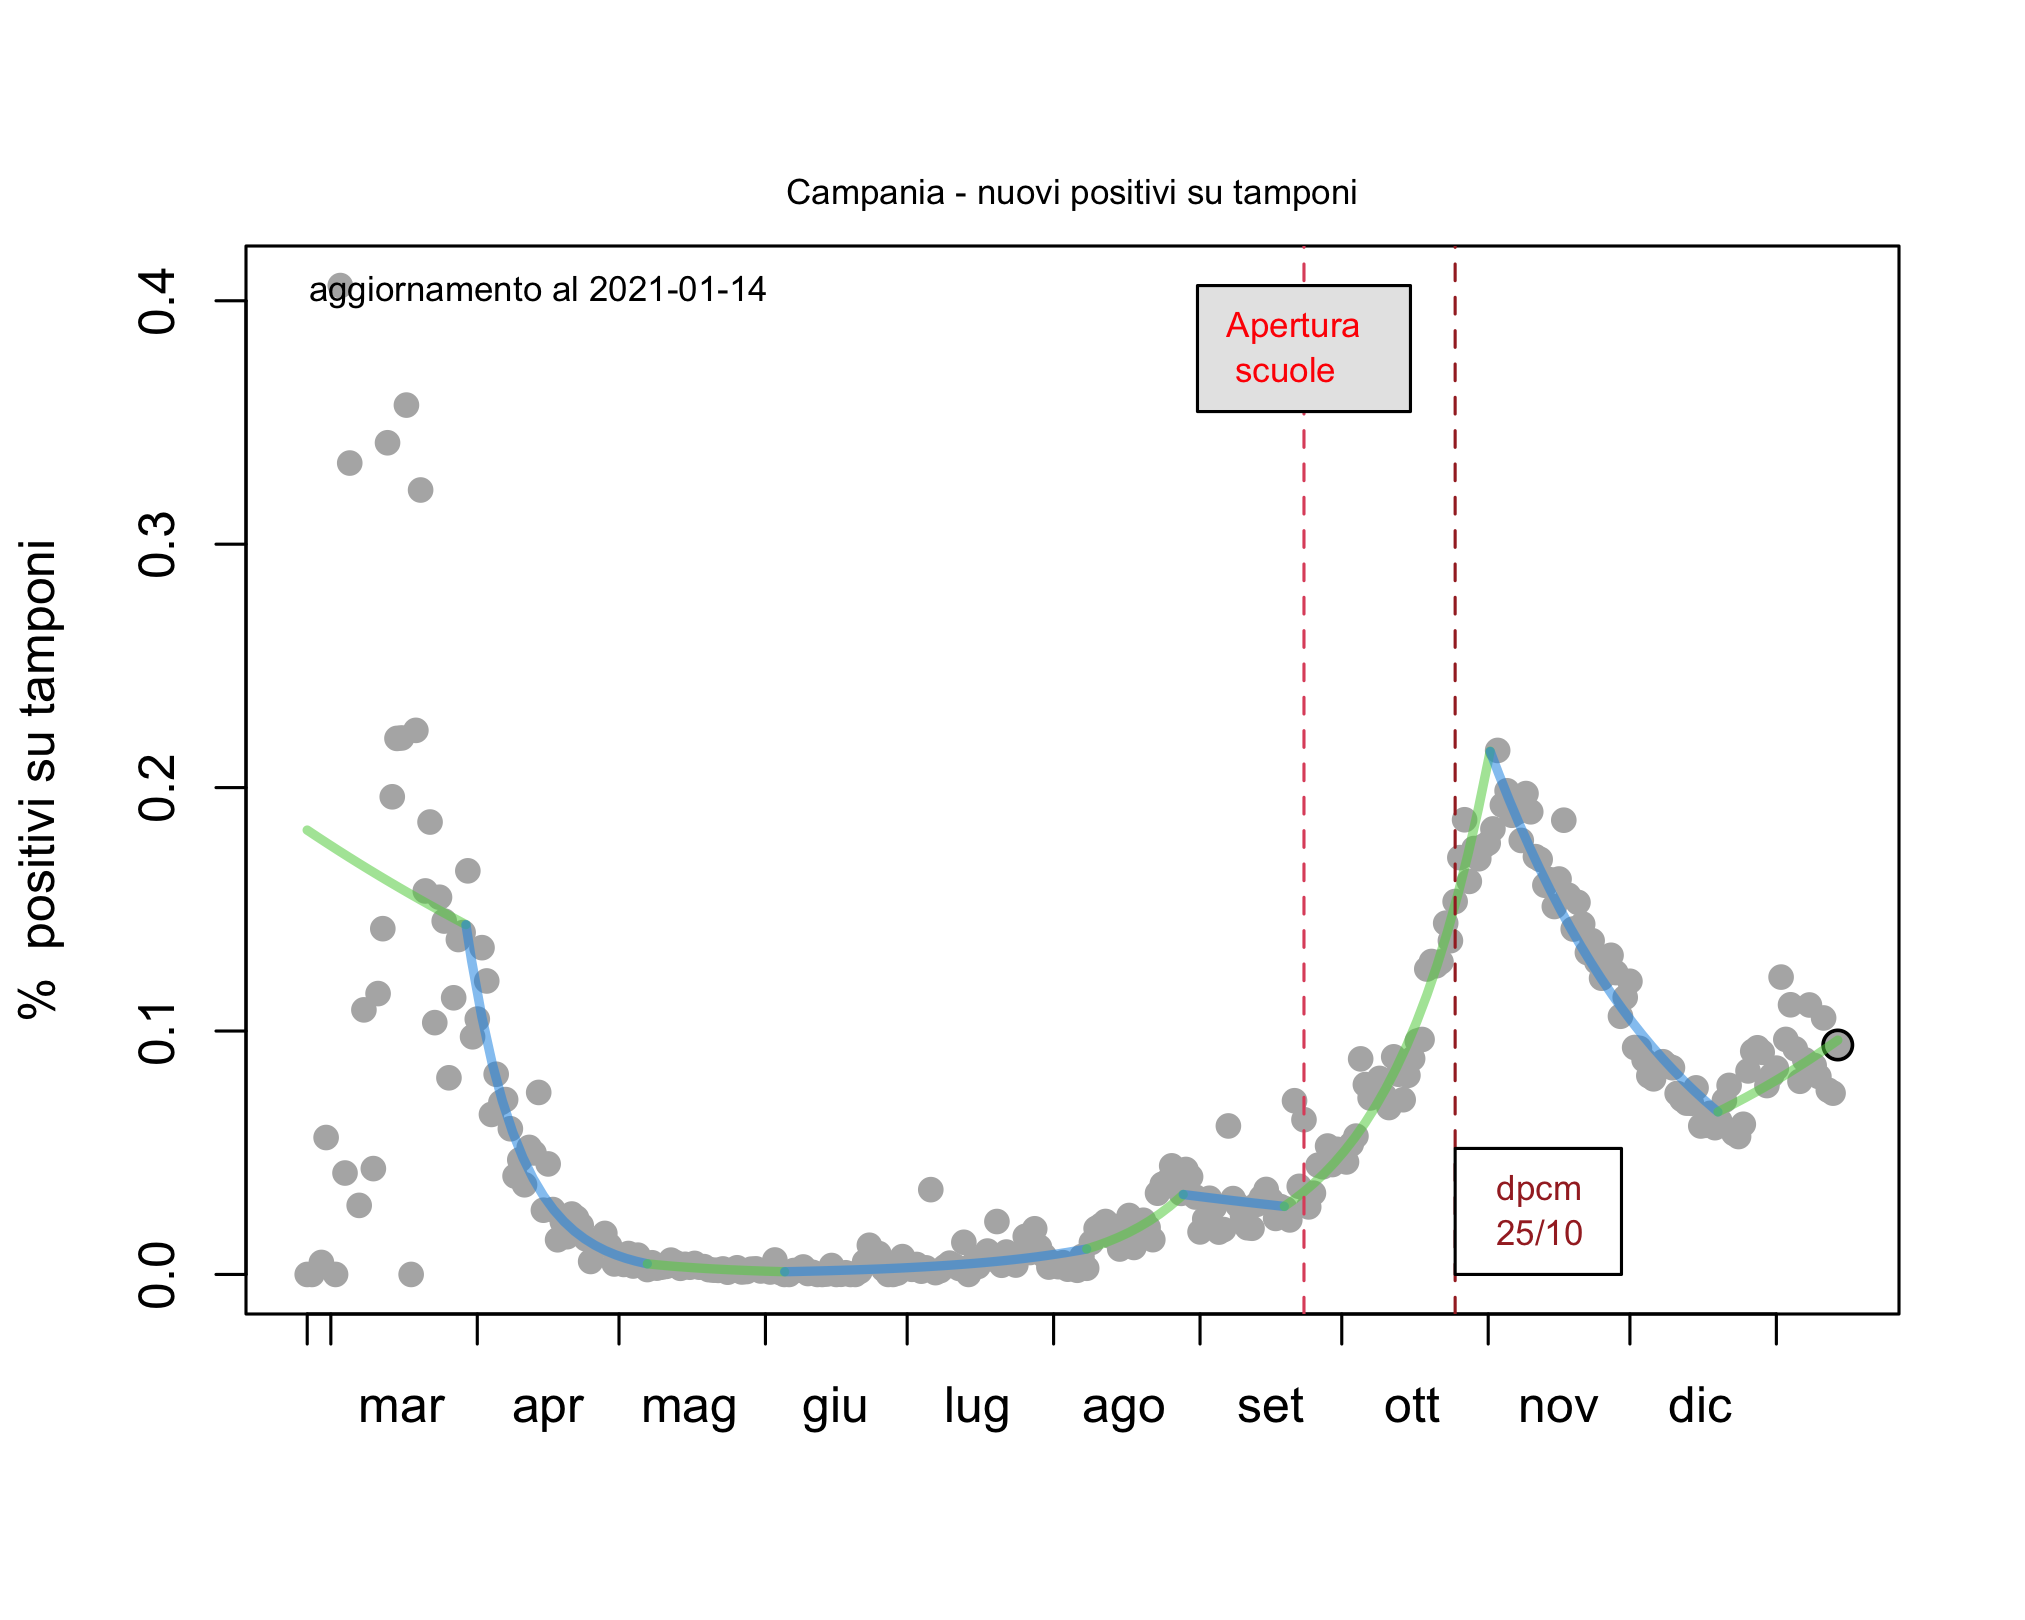 Campania - nuovi positivi su tamponi
aggiornamento al 2021-01-14
Apertura
scuole
dpcm
25/10
% positivi su tamponi
0.4
0.3
0.2
0.1
0.0
mar apr mag giu lug ago set ott nov dic